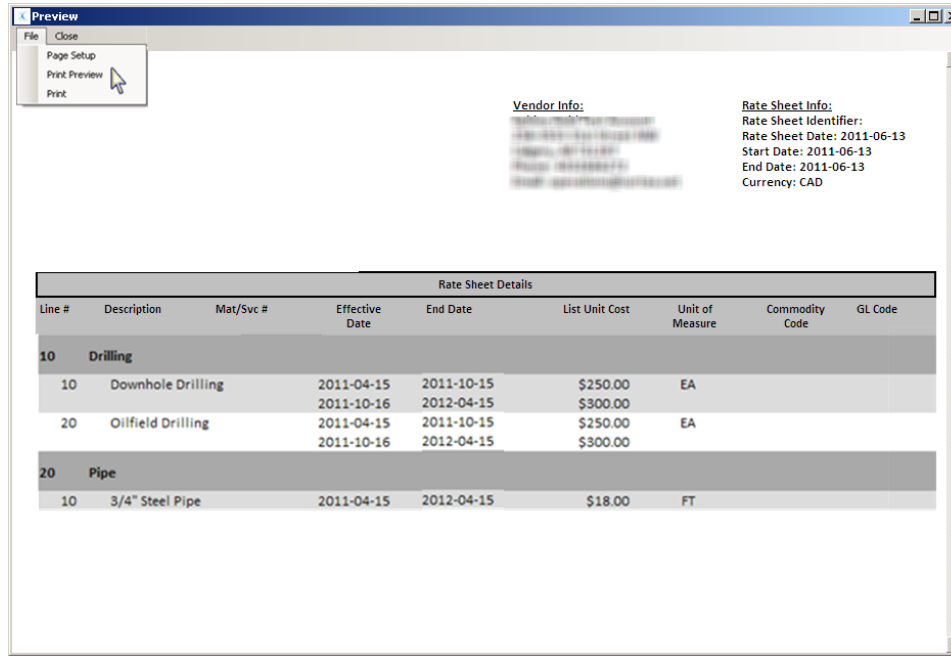 Preview
File Close
Page Setup
Print Preview
Print
Vendor Info:
Rate Sheet Info:
Rate Sheet Identifier:
Rate Sheet Date: 2011-06-13
Start Date: 2011-06-13
End Date: 2011-06-13
Currency: CAD
Rate Sheet Details
Line # Description Mat/Svc # Effective Date End Date List Unit Cost Unit of Measure Commodity Code GL Code
10 Drilling
10 Downhole Drilling 2011-04-15 2011-10-15 $250.00 EA
2011-10-16 2012-04-15 $300.00
20 Oilfield Drilling 2011-04-15 2011-10-15 $250.00 EA
2011-10-16 2012-04-15 $300.00
20 Pipe
10 3/4" Steel Pipe 2011-04-15 2012-04-15 $18.00 FT